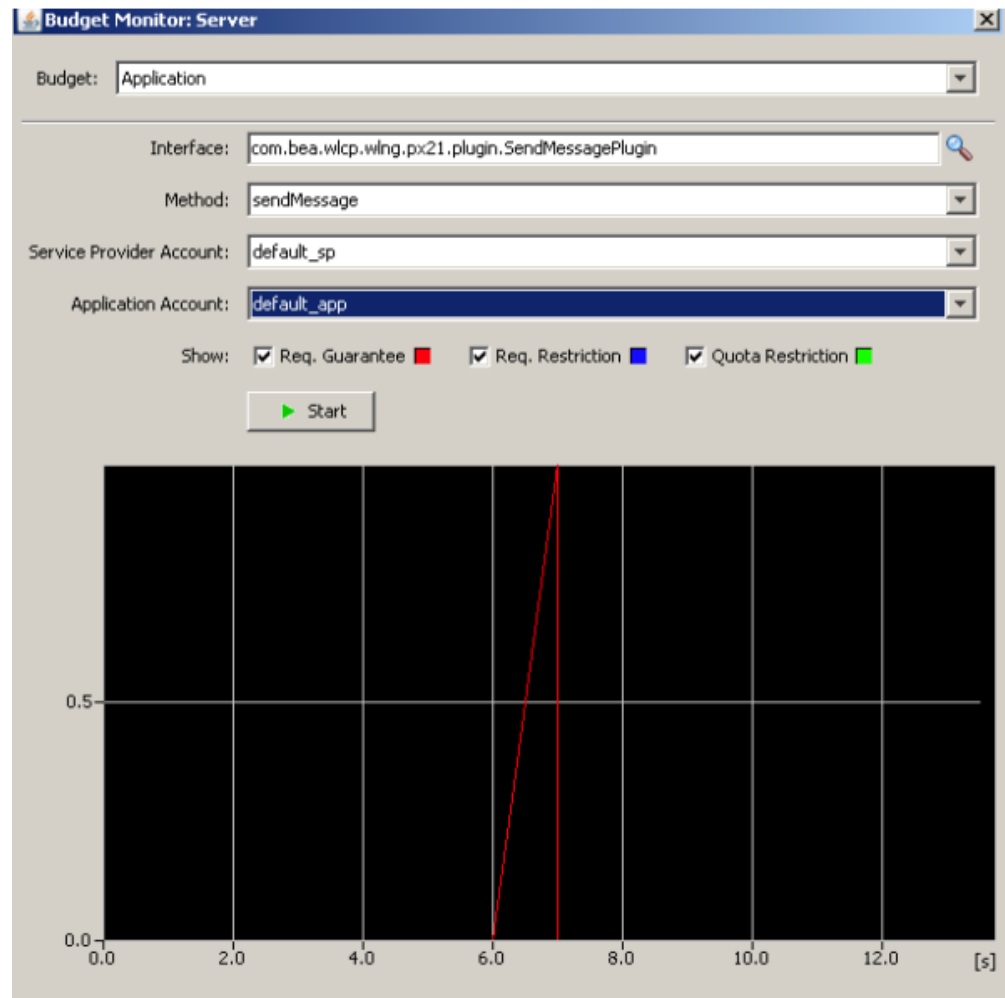 Budget Monitor: Server
Budget: Application
Interface: com.bea.wlcp.wlng.px21.plugin.SendMessagePlugin
Method: sendMessage
Service Provider Account: default_sp
Application Account: default_app
Show: Req. Guarantee Req. Restriction Quota Restriction
Start
0.5
0.0
0.0 2.0 4.0 6.0 8.0 10.0 12.0 [s]